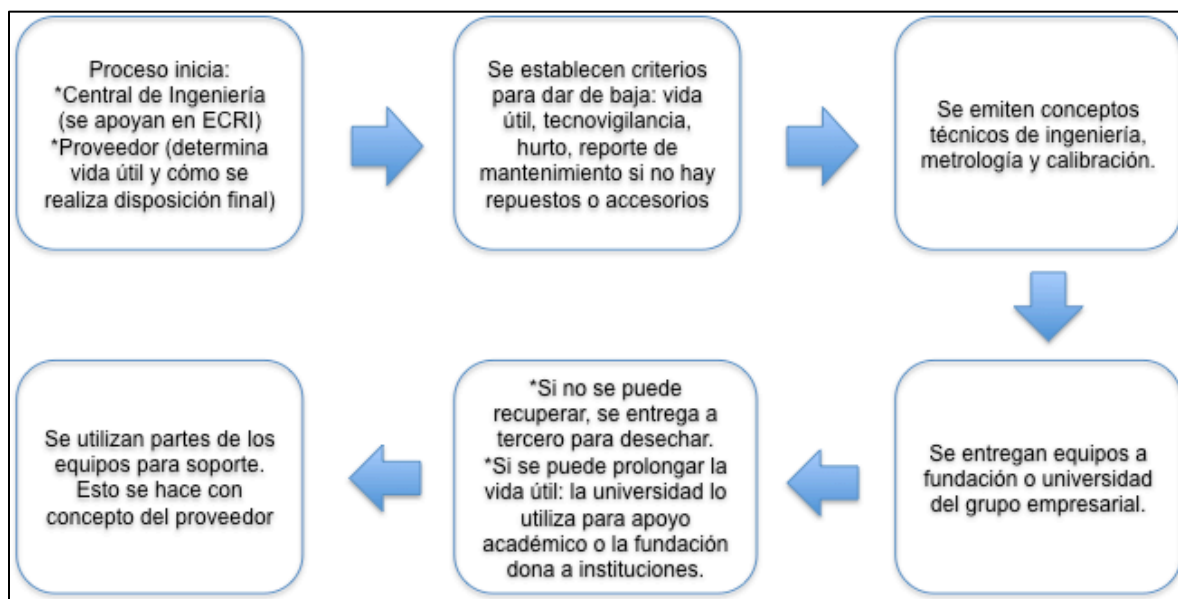 Proceso inicia:
*Central de Ingeniería
(se apoyan en ECRI)
*Proveedor (determina
vida útil y cómo se
realiza disposición final)
Se establecen criterios
para dar de baja: vida
útil, tecnovigilancia,
hurto, reporte de
mantenimiento si no hay
repuestos o accesorios
Se emiten conceptos
técnicos de ingeniería,
metrología y calibración.
Se entregan equipos a
fundación o universidad
del grupo empresarial.
*Si no se puede
recuperar, se entrega a
tercero para desechar.
*Si se puede prolongar la
vida útil: la universidad lo
utiliza para apoyo
académico o la fundación
dona a instituciones.
Se utilizan partes de los
equipos para soporte.
Esto se hace con
concepto del proveedor